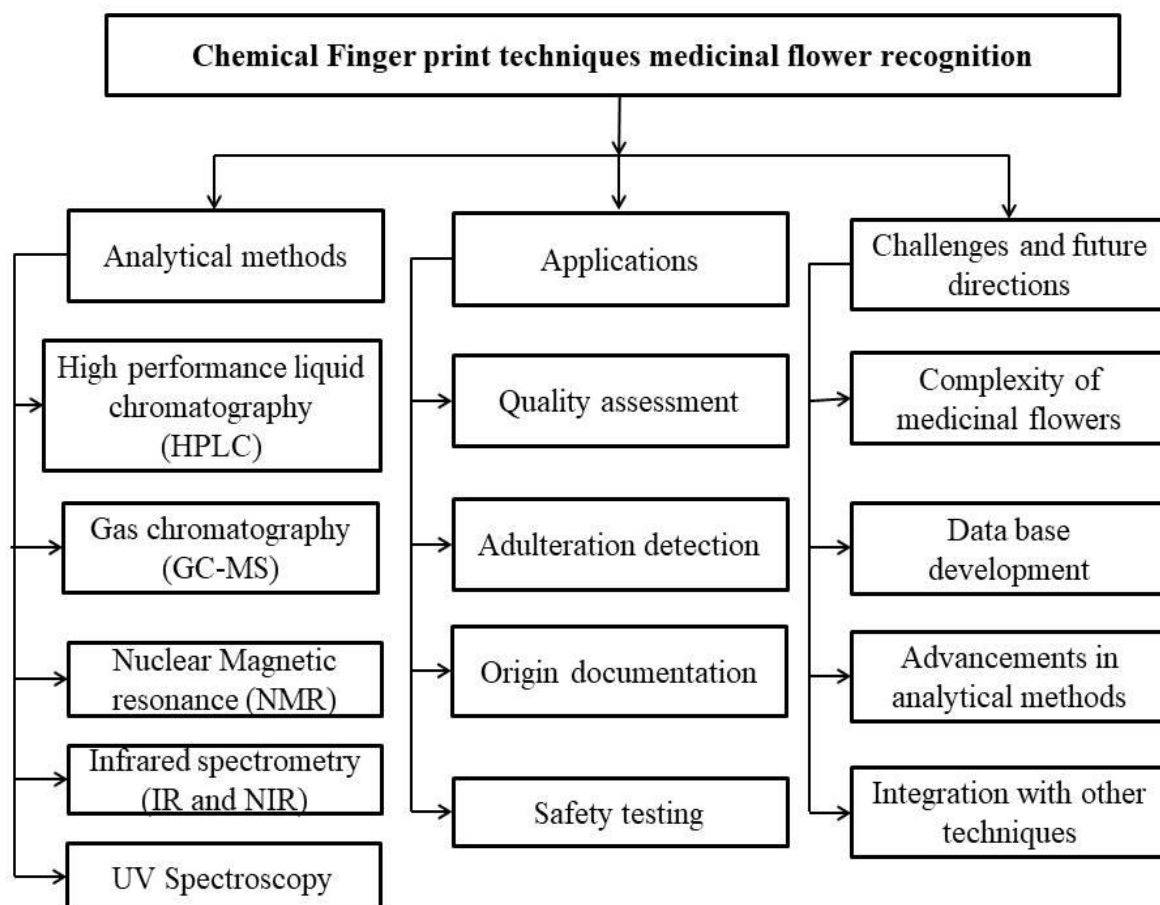 Chemical Finger print techniques medicinal flower recognition
Analytical methods
High performance liquid
chromatography
(HPLC)
Gas chromatography
(GC-MS)
Nuclear Magnetic
resonance (NMR)
Infrared spectrometry
(IR and NIR)
UV Spectroscopy
Applications
Quality assessment
Adulteration detection
Origin documentation
Safety testing
Challenges and future
directions
Complexity of
medicinal flowers
Data base
development
Advancements in
analytical methods
Integration with other
techniques